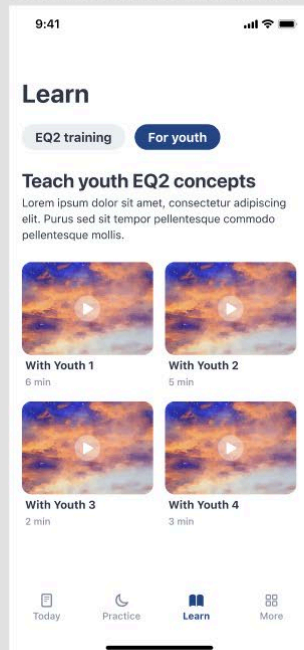 9:41
Learn
EQ2 training
For youth
Teach youth EQ2 concepts
Lorem ipsum dolor sit amet, consectetur adipiscing
elit. Purus sed sit tempor pellentesque commodo
pellentesque mollis.
With Youth 1
6 min
With Youth 2
5 min
With Youth 3
2 min
With Youth 4
3 min
Today
Practice
Learn
More